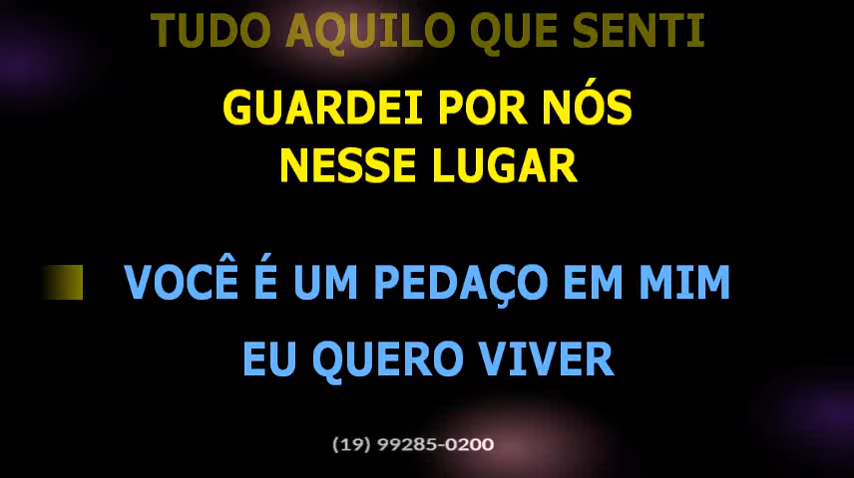 TUDO AQUILO QUE SENTI
GUARDEI POR NÓS
NESSE LUGAR
VOCÊ É UM PEDAÇO EM MIM
EU QUERO VIVER
(19) 99285-0200